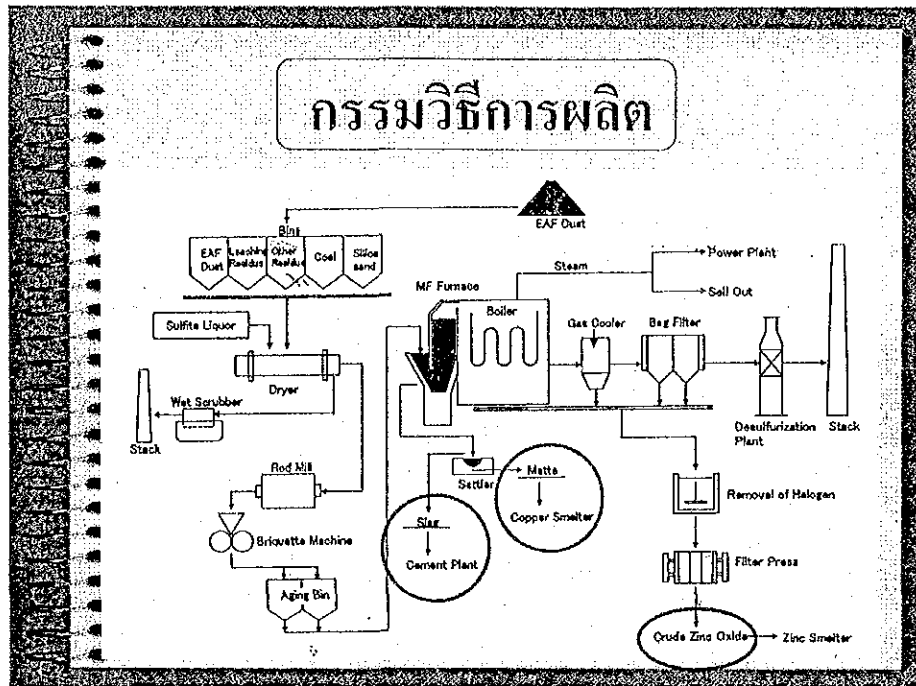 กรรมวิธีการผลิต
EAF Dust
Bins
EAF Dust
Leaching Residue
Other Residue
Coal
Silica sand
Sulfite Liquor
Dryer
Wet Scrubber
Stack
Rod Mill
Briquette Machine
Aging Bin
MF Furnace
Boiler
Steam
Power Plant
Sell Out
Gas Cooler
Bag Filter
Desulfurization Plant
Stack
Settler
Matte
Copper Smelter
Slag
Cement Plant
Removal of Halogen
Filter Press
Crude Zinc Oxide
Zinc Smelter